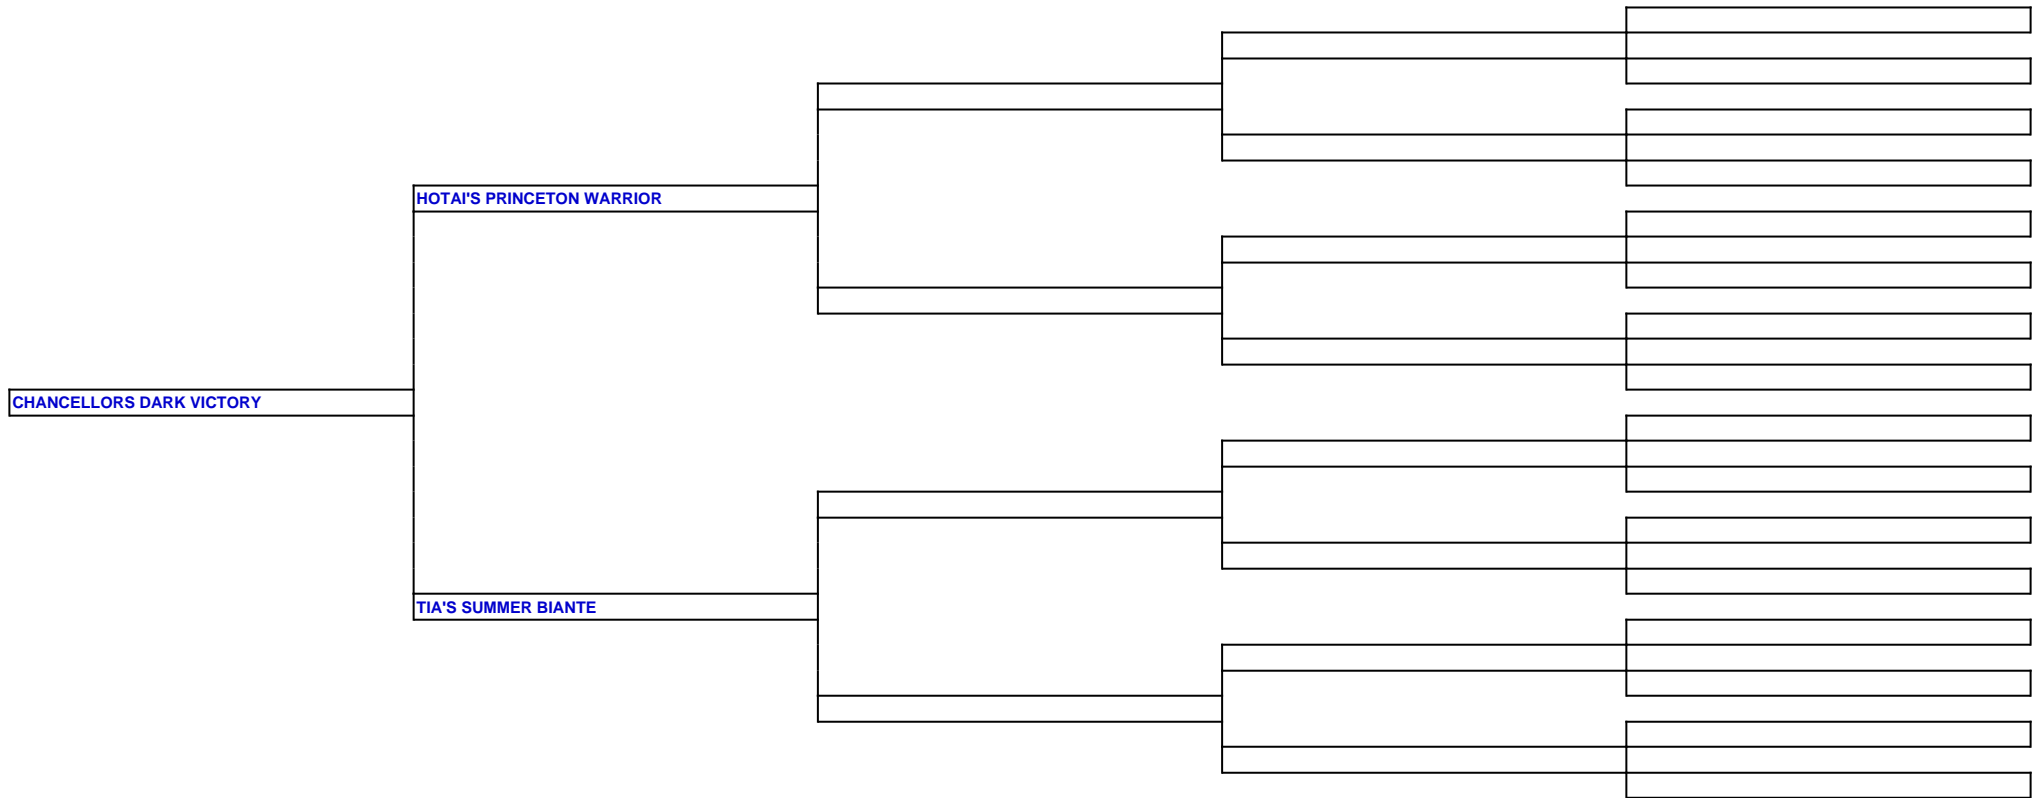 HOTAI'S PRINCETON WARRIOR
CHANCELLORS DARK VICTORY
TIA'S SUMMER BIANTE